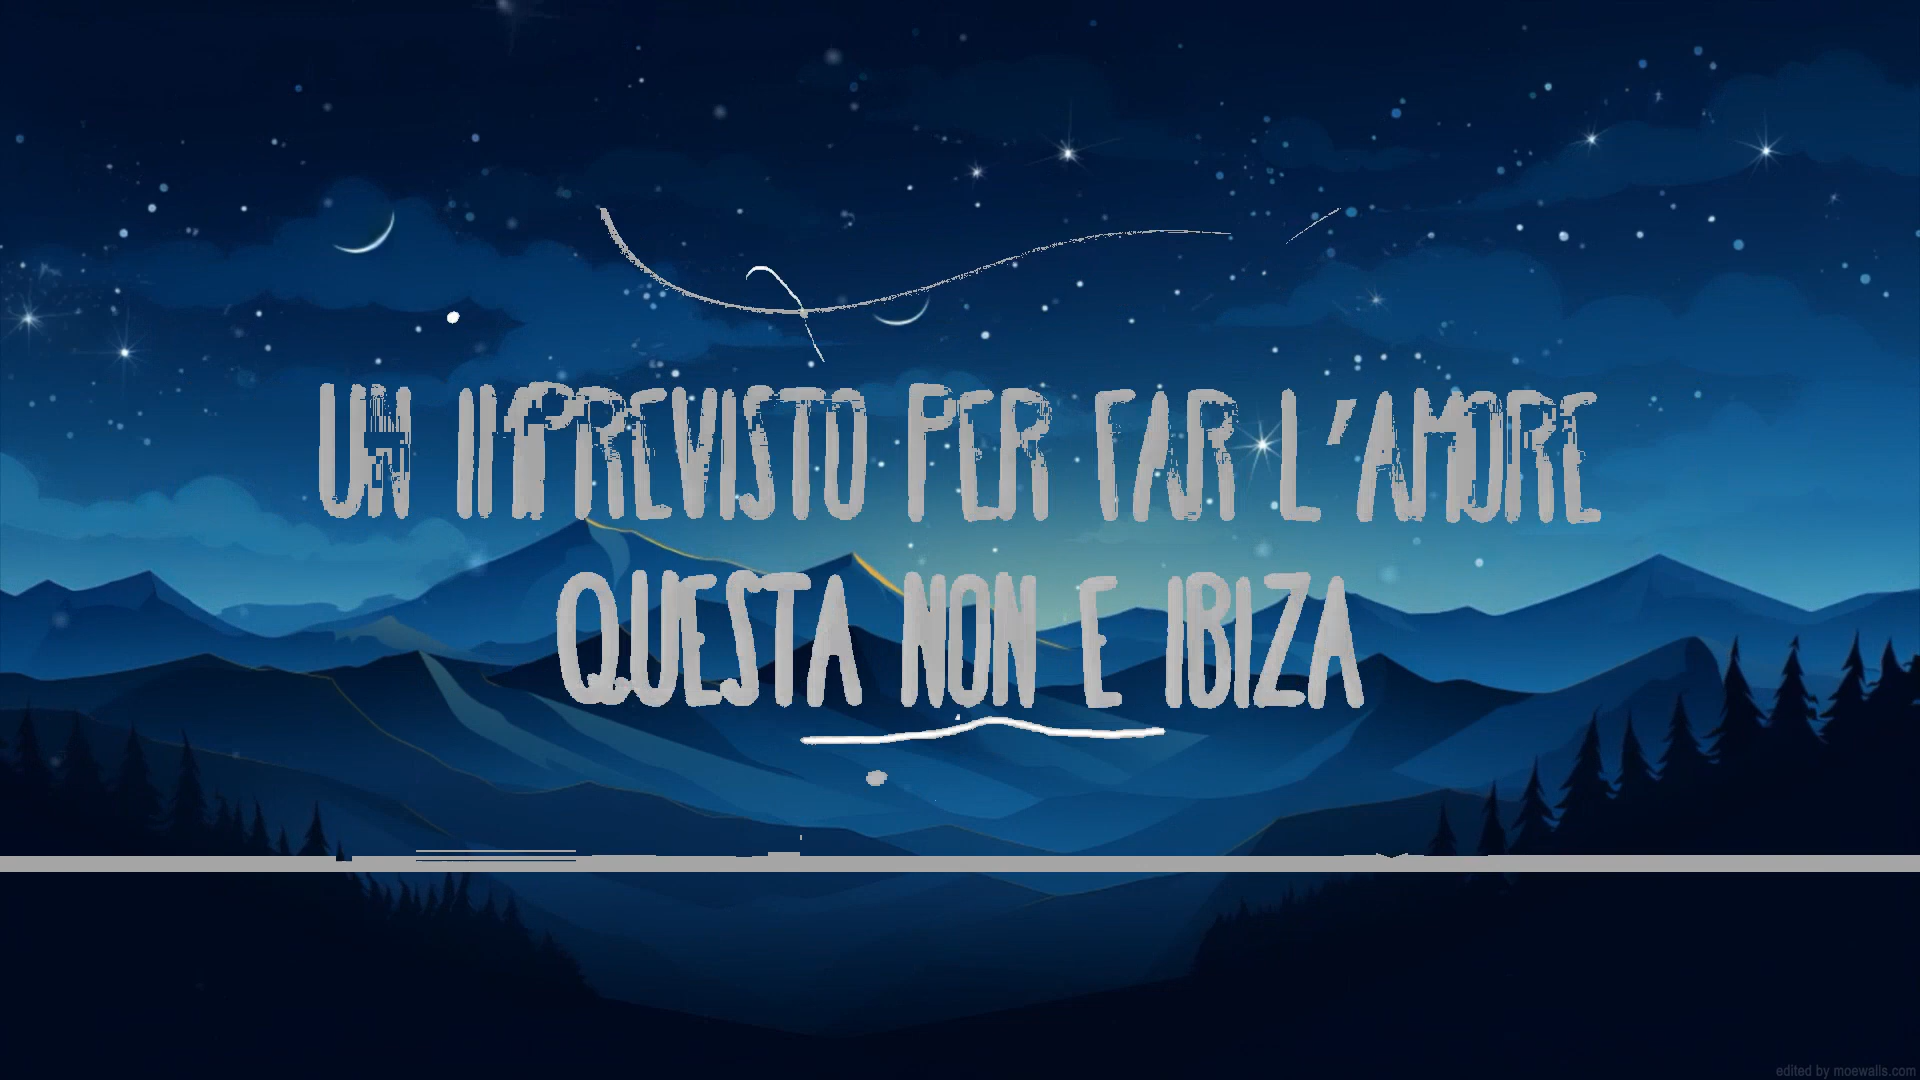 UN IMPREVISTO PER FAR L'AMORE
QUESTA NON E IBIZA
edited by moewalls.com